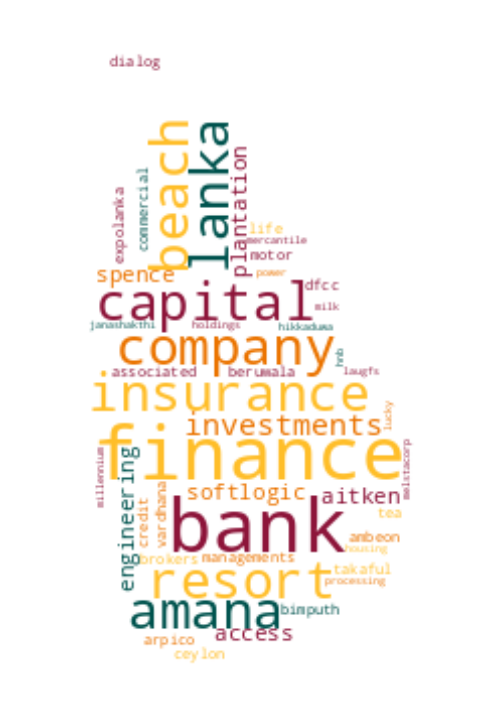 dialog
beach
lanka
plantation
commercial
expolanka
life
mercantile
motor
spence
power
capital
dfcc
milk
janashakthi
holdings
hikkaduwa
company
hnb
associated
beruwala
laugfs
insurance
lucky
investments
finance
millennium
engineering
melstacorp
credit
vardhana
softlogic
aitken
bank
tea
ambeon
housing
brokers
managements
takaful
resort
processing
amana
bimputh
access
arpico
ceylon